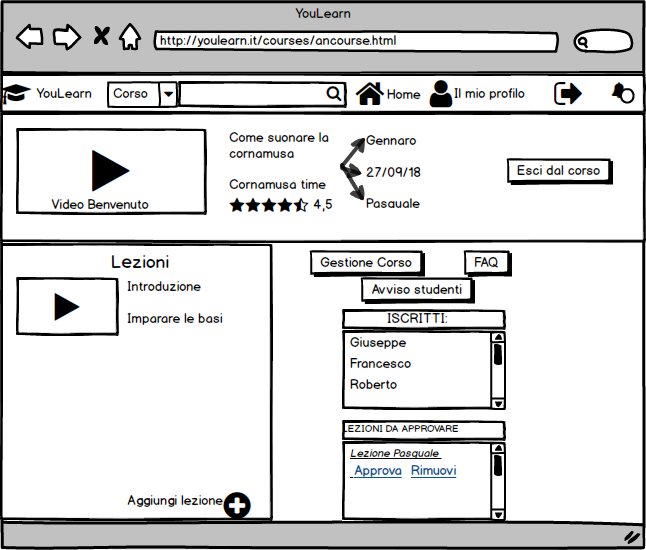 YouLearn
http://youlearn.it/courses/ancourse.html
YouLearn
Corso
Home
Il mio profilo
Video Benvenuto
Come suonare la
cornamusa
Cornamusa time
4,5
Gennaro
27/09/18
Pasquale
Esci dal corso
Lezioni
Introduzione
Imparare le basi
Aggiungi lezione
Gestione Corso
FAQ
Avviso studenti
ISCRITTI:
Giuseppe
Francesco
Roberto
LEZIONI DA APPROVARE
Lezione Pasquale
Approva Rimuovi